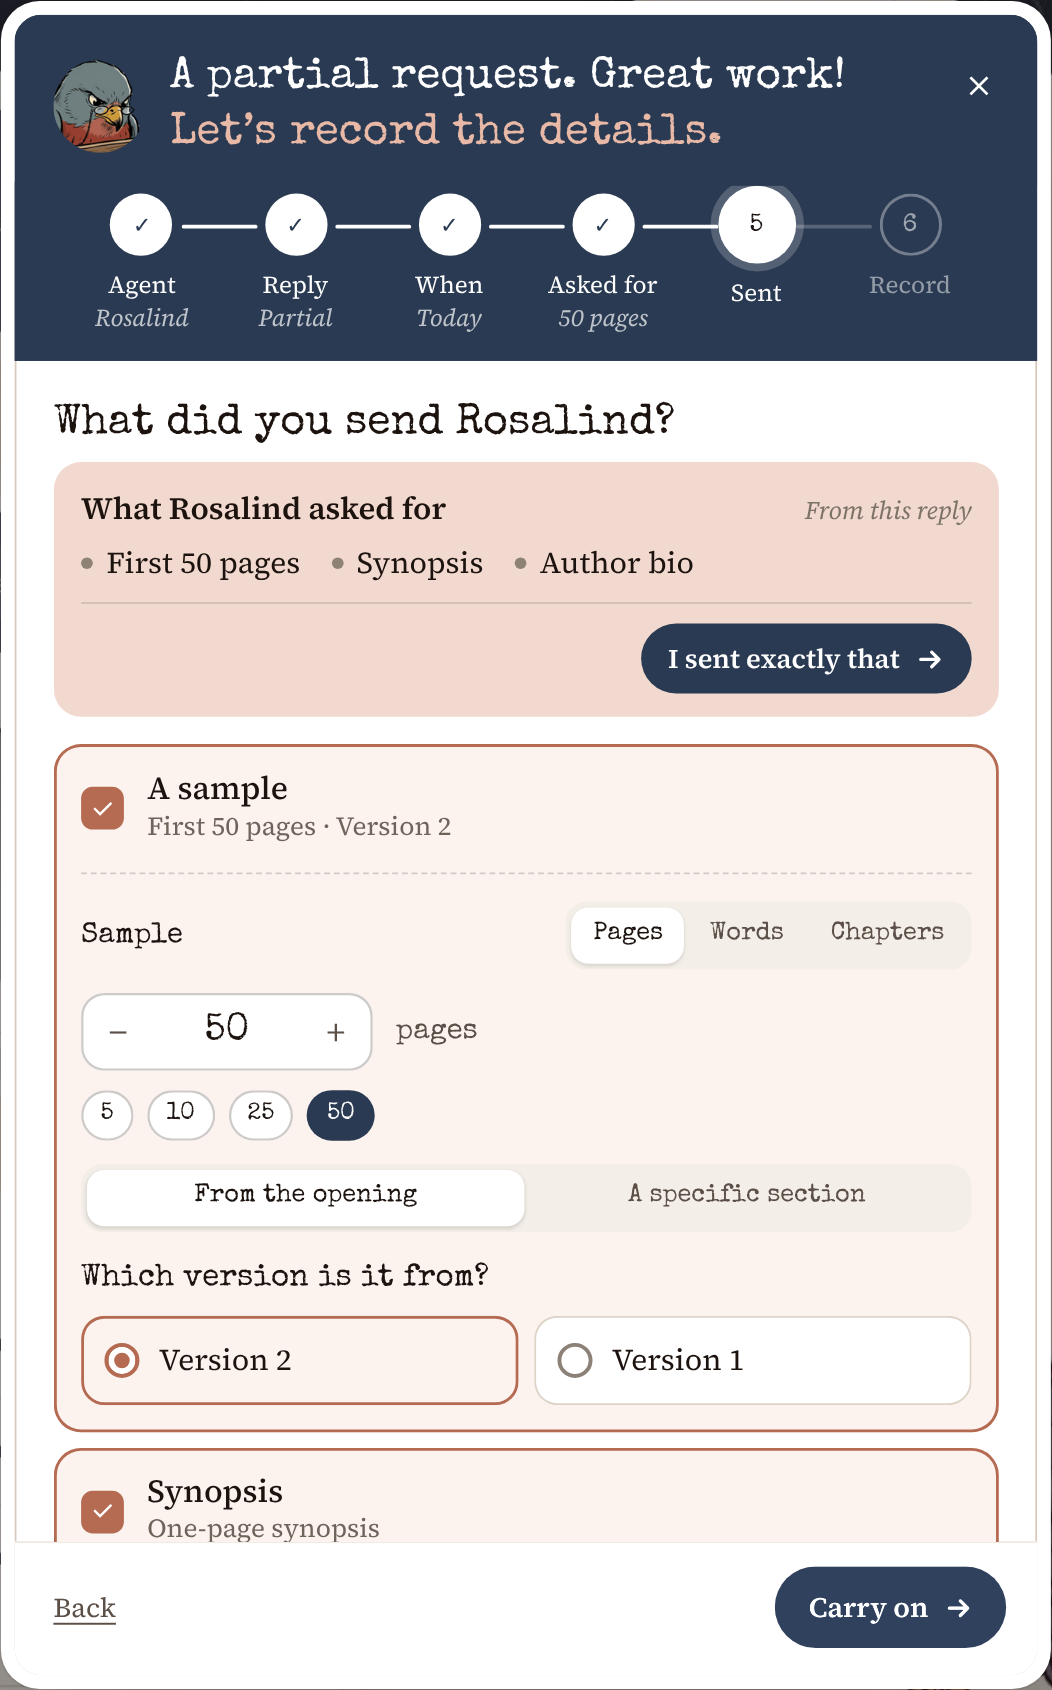 A partial request. Great work!
Let's record the details.
✓ ✓ ✓ ✓ 5 6
Agent Reply When Asked for Sent Record
Rosalind Partial Today 50 pages
What did you send Rosalind?
What Rosalind asked for From this reply
First 50 pages Synopsis Author bio
I sent exactly that →
A sample
First 50 pages · Version 2
Sample Pages Words Chapters
− 50 + pages
5 10 25 50
From the opening A specific section
Which version is it from?
Version 2 Version 1
Synopsis
One-page synopsis
Back Carry on →